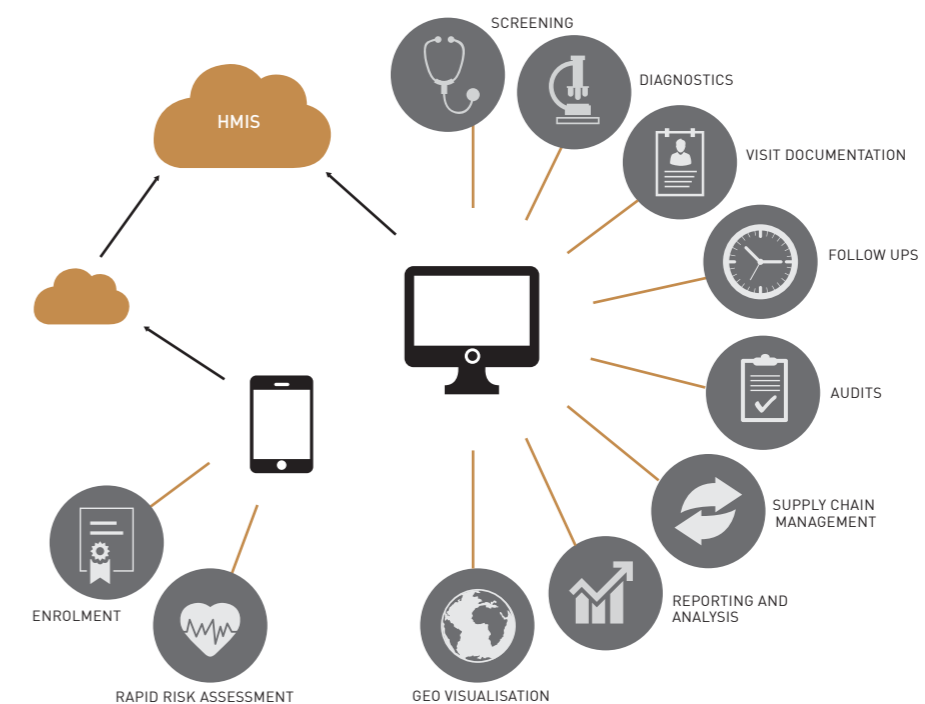 SCREENING
HMIS
DIAGNOSTICS
VISIT DOCUMENTATION
FOLLOW UPS
AUDITS
SUPPLY CHAIN
MANAGEMENT
REPORTING AND
ANALYSIS
GEO VISUALISATION
ENROLMENT
RAPID RISK ASSESSMENT